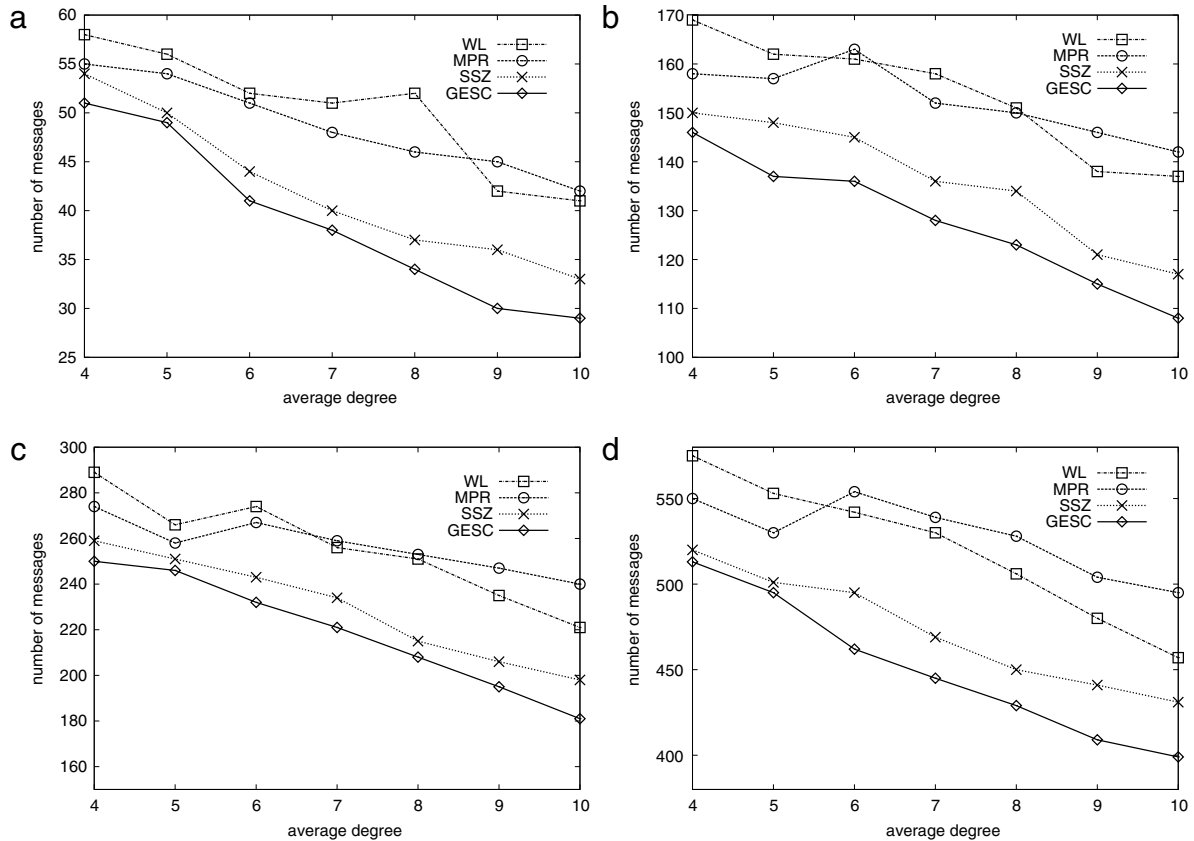 a
60
55
50
45
40
35
30
25
number of messages
WL
MPR
SSZ
GESC
4 5 6 7 8 9 10
average degree
b
170
160
150
140
130
120
110
100
number of messages
WL
MPR
SSZ
GESC
4 5 6 7 8 9 10
average degree
c
300
280
260
240
220
200
180
160
number of messages
WL
MPR
SSZ
GESC
4 5 6 7 8 9 10
average degree
d
550
500
450
400
number of messages
WL
MPR
SSZ
GESC
4 5 6 7 8 9 10
average degree